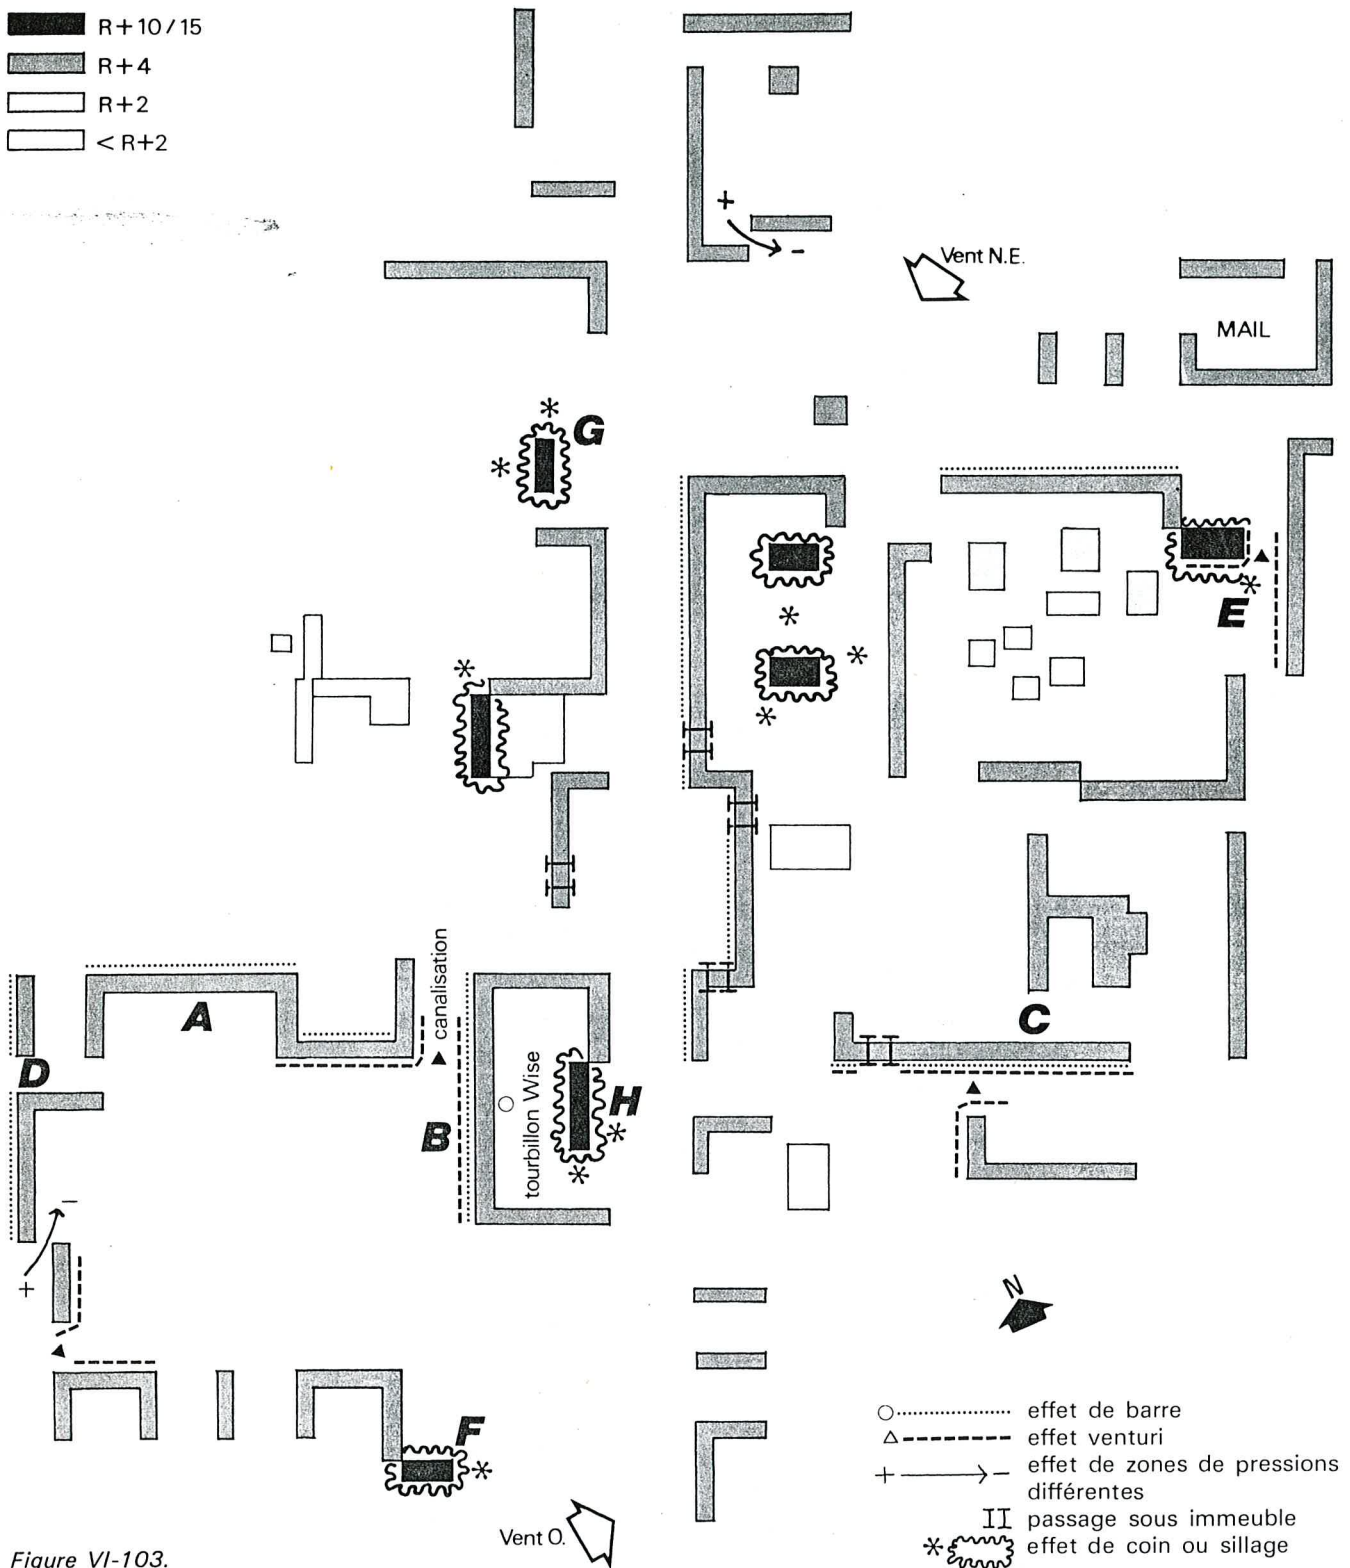 R+10/15
R+4
R+2
< R+2
+
-
Vent N.E.
MAIL
G
E
canalisation
A
C
D
B
tourbillon Wise
H
-
+
N
F
Vent O.
effet de barre
effet venturi
+ - effet de zones de pressions
différentes
II passage sous immeuble
* effet de coin ou sillage
Figure VI-103.